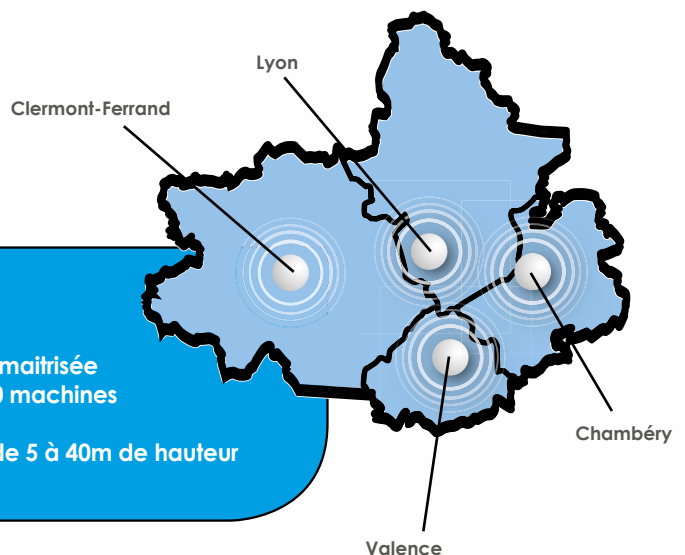 Lyon
Clermont-Ferrand
maitrisée
machines
de 5 à 40m de hauteur
Chambéry
Valence